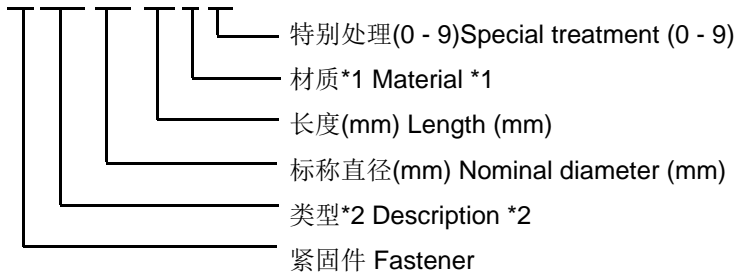 特别处理(0 - 9)Special treatment (0 - 9)
材质*1 Material *1
长度(mm) Length (mm)
标称直径(mm) Nominal diameter (mm)
类型*2 Description *2
紧固件 Fastener